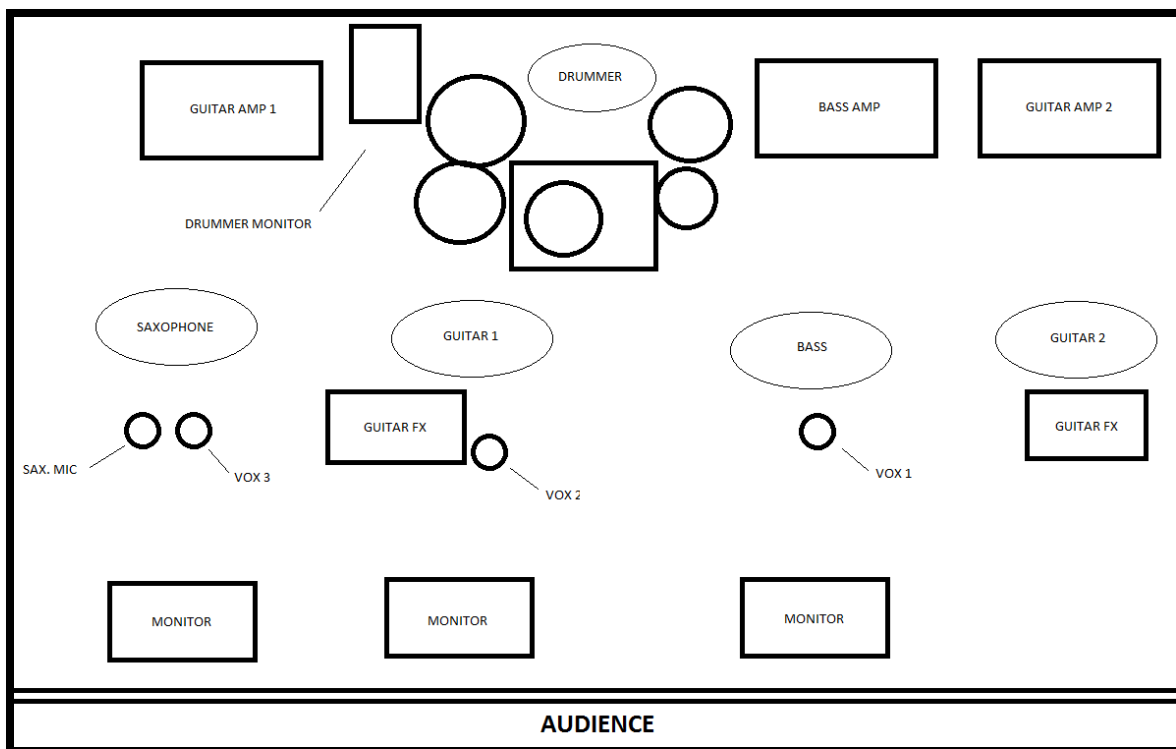 DRUMMER
GUITAR AMP 1
BASS AMP
GUITAR AMP 2
DRUMMER MONITOR
SAXOPHONE
GUITAR 1
BASS
GUITAR 2
GUITAR FX
GUITAR FX
SAX. MIC
VOX 3
VOX 2
VOX 1
MONITOR
MONITOR
MONITOR
AUDIENCE